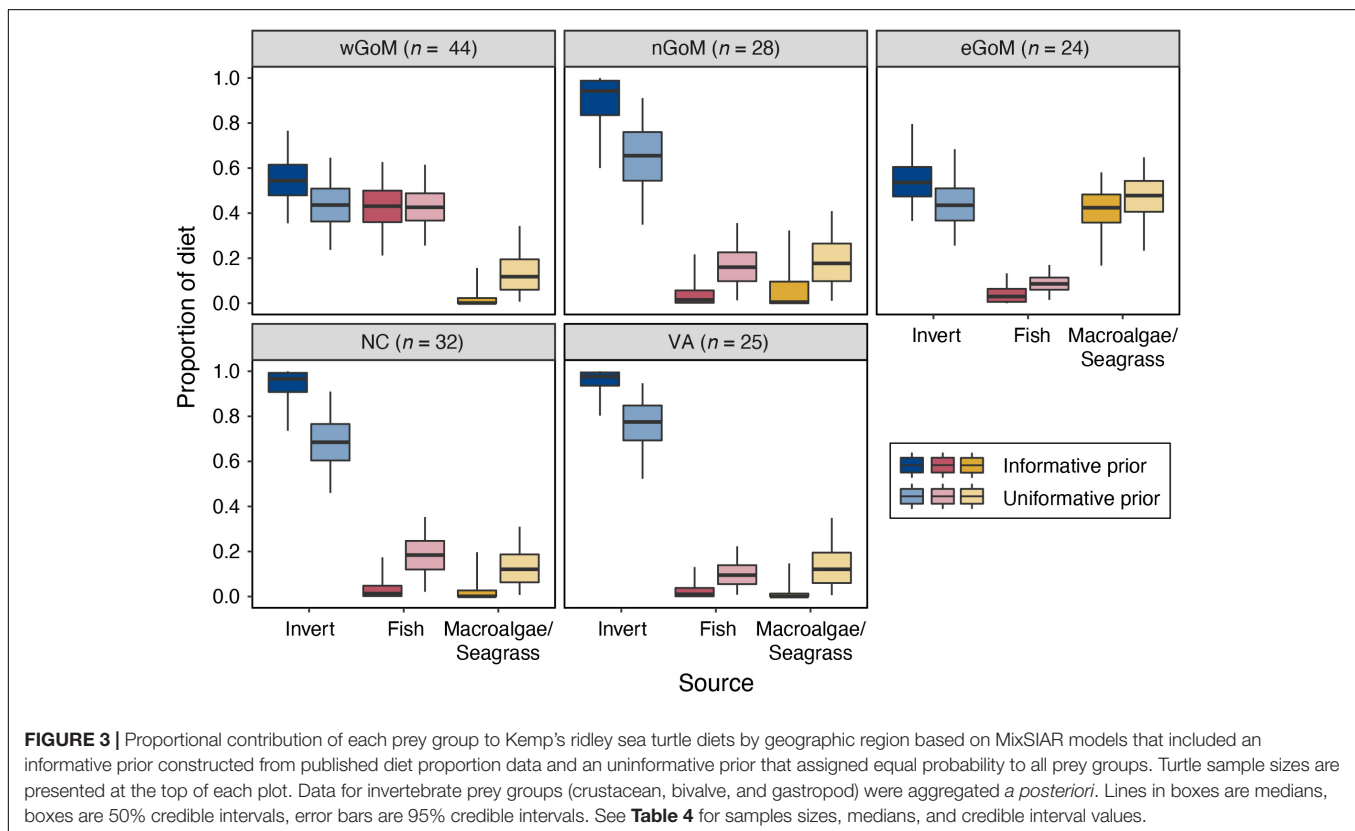 wGoM (n = 44)
nGoM (n = 28)
eGoM (n = 24)
1.0
0.8
0.6
0.4
0.2
0.0
Invert
Fish
Macroalgae/
Seagrass
NC (n = 32)
VA (n = 25)
Proportion of diet
1.0
0.8
0.6
0.4
0.2
0.0
Informative prior
Uniformative prior
Invert
Fish
Macroalgae/
Seagrass
Invert
Fish
Macroalgae/
Seagrass
Source
FIGURE 3 | Proportional contribution of each prey group to Kemp's ridley sea turtle diets by geographic region based on MixSIAR models that included an
informative prior constructed from published diet proportion data and an uninformative prior that assigned equal probability to all prey groups. Turtle sample sizes are
presented at the top of each plot. Data for invertebrate prey groups (crustacean, bivalve, and gastropod) were aggregated a posteriori. Lines in boxes are medians,
boxes are 50% credible intervals, error bars are 95% credible intervals. See Table 4 for samples sizes, medians, and credible interval values.